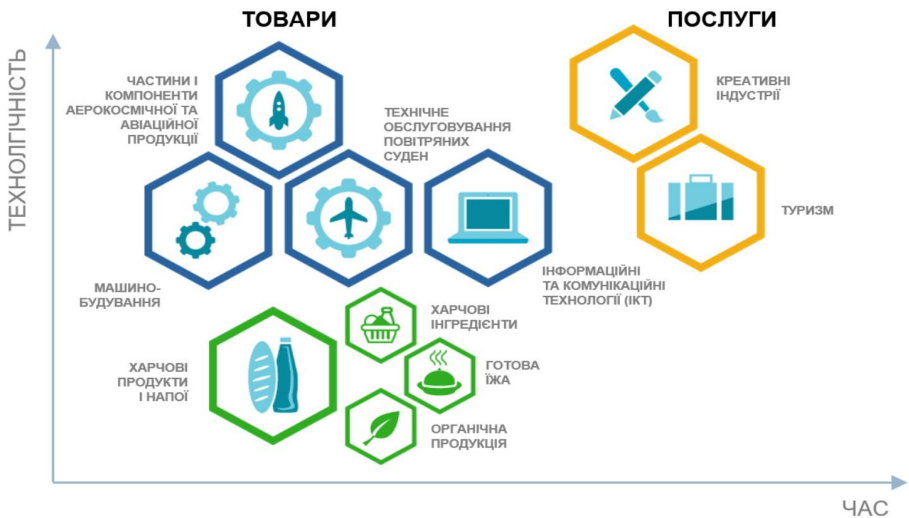 ТОВАРИ
ПОСЛУГИ
ТЕХНОЛГІЧНІСТЬ
ЧАСТИНИ І
КОМПОНЕНТИ
АЕРОКОСМІЧНОЇ ТА
АВІАЦІЙНОЇ
ПРОДУКЦІЇ
ТЕХНІЧНЕ
ОБСЛУГОВУВАННЯ
ПОВІТРЯНИХ
СУДЕН
КРЕАТИВНІ
ІНДУСТРІЇ
ТУРИЗМ
МАШИНО-
БУДУВАННЯ
ІНФОРМАЦІЙНІ
ТА КОМУНІКАЦІЙНІ
ТЕХНОЛОГІЇ (ІКТ)
ХАРЧОВІ
ІНГРЕДІЄНТИ
ХАРЧОВІ
ПРОДУКТИ
І НАПОЇ
ГОТОВА
ЇЖА
ОРГАНІЧНА
ПРОДУКЦІЯ
ЧАС